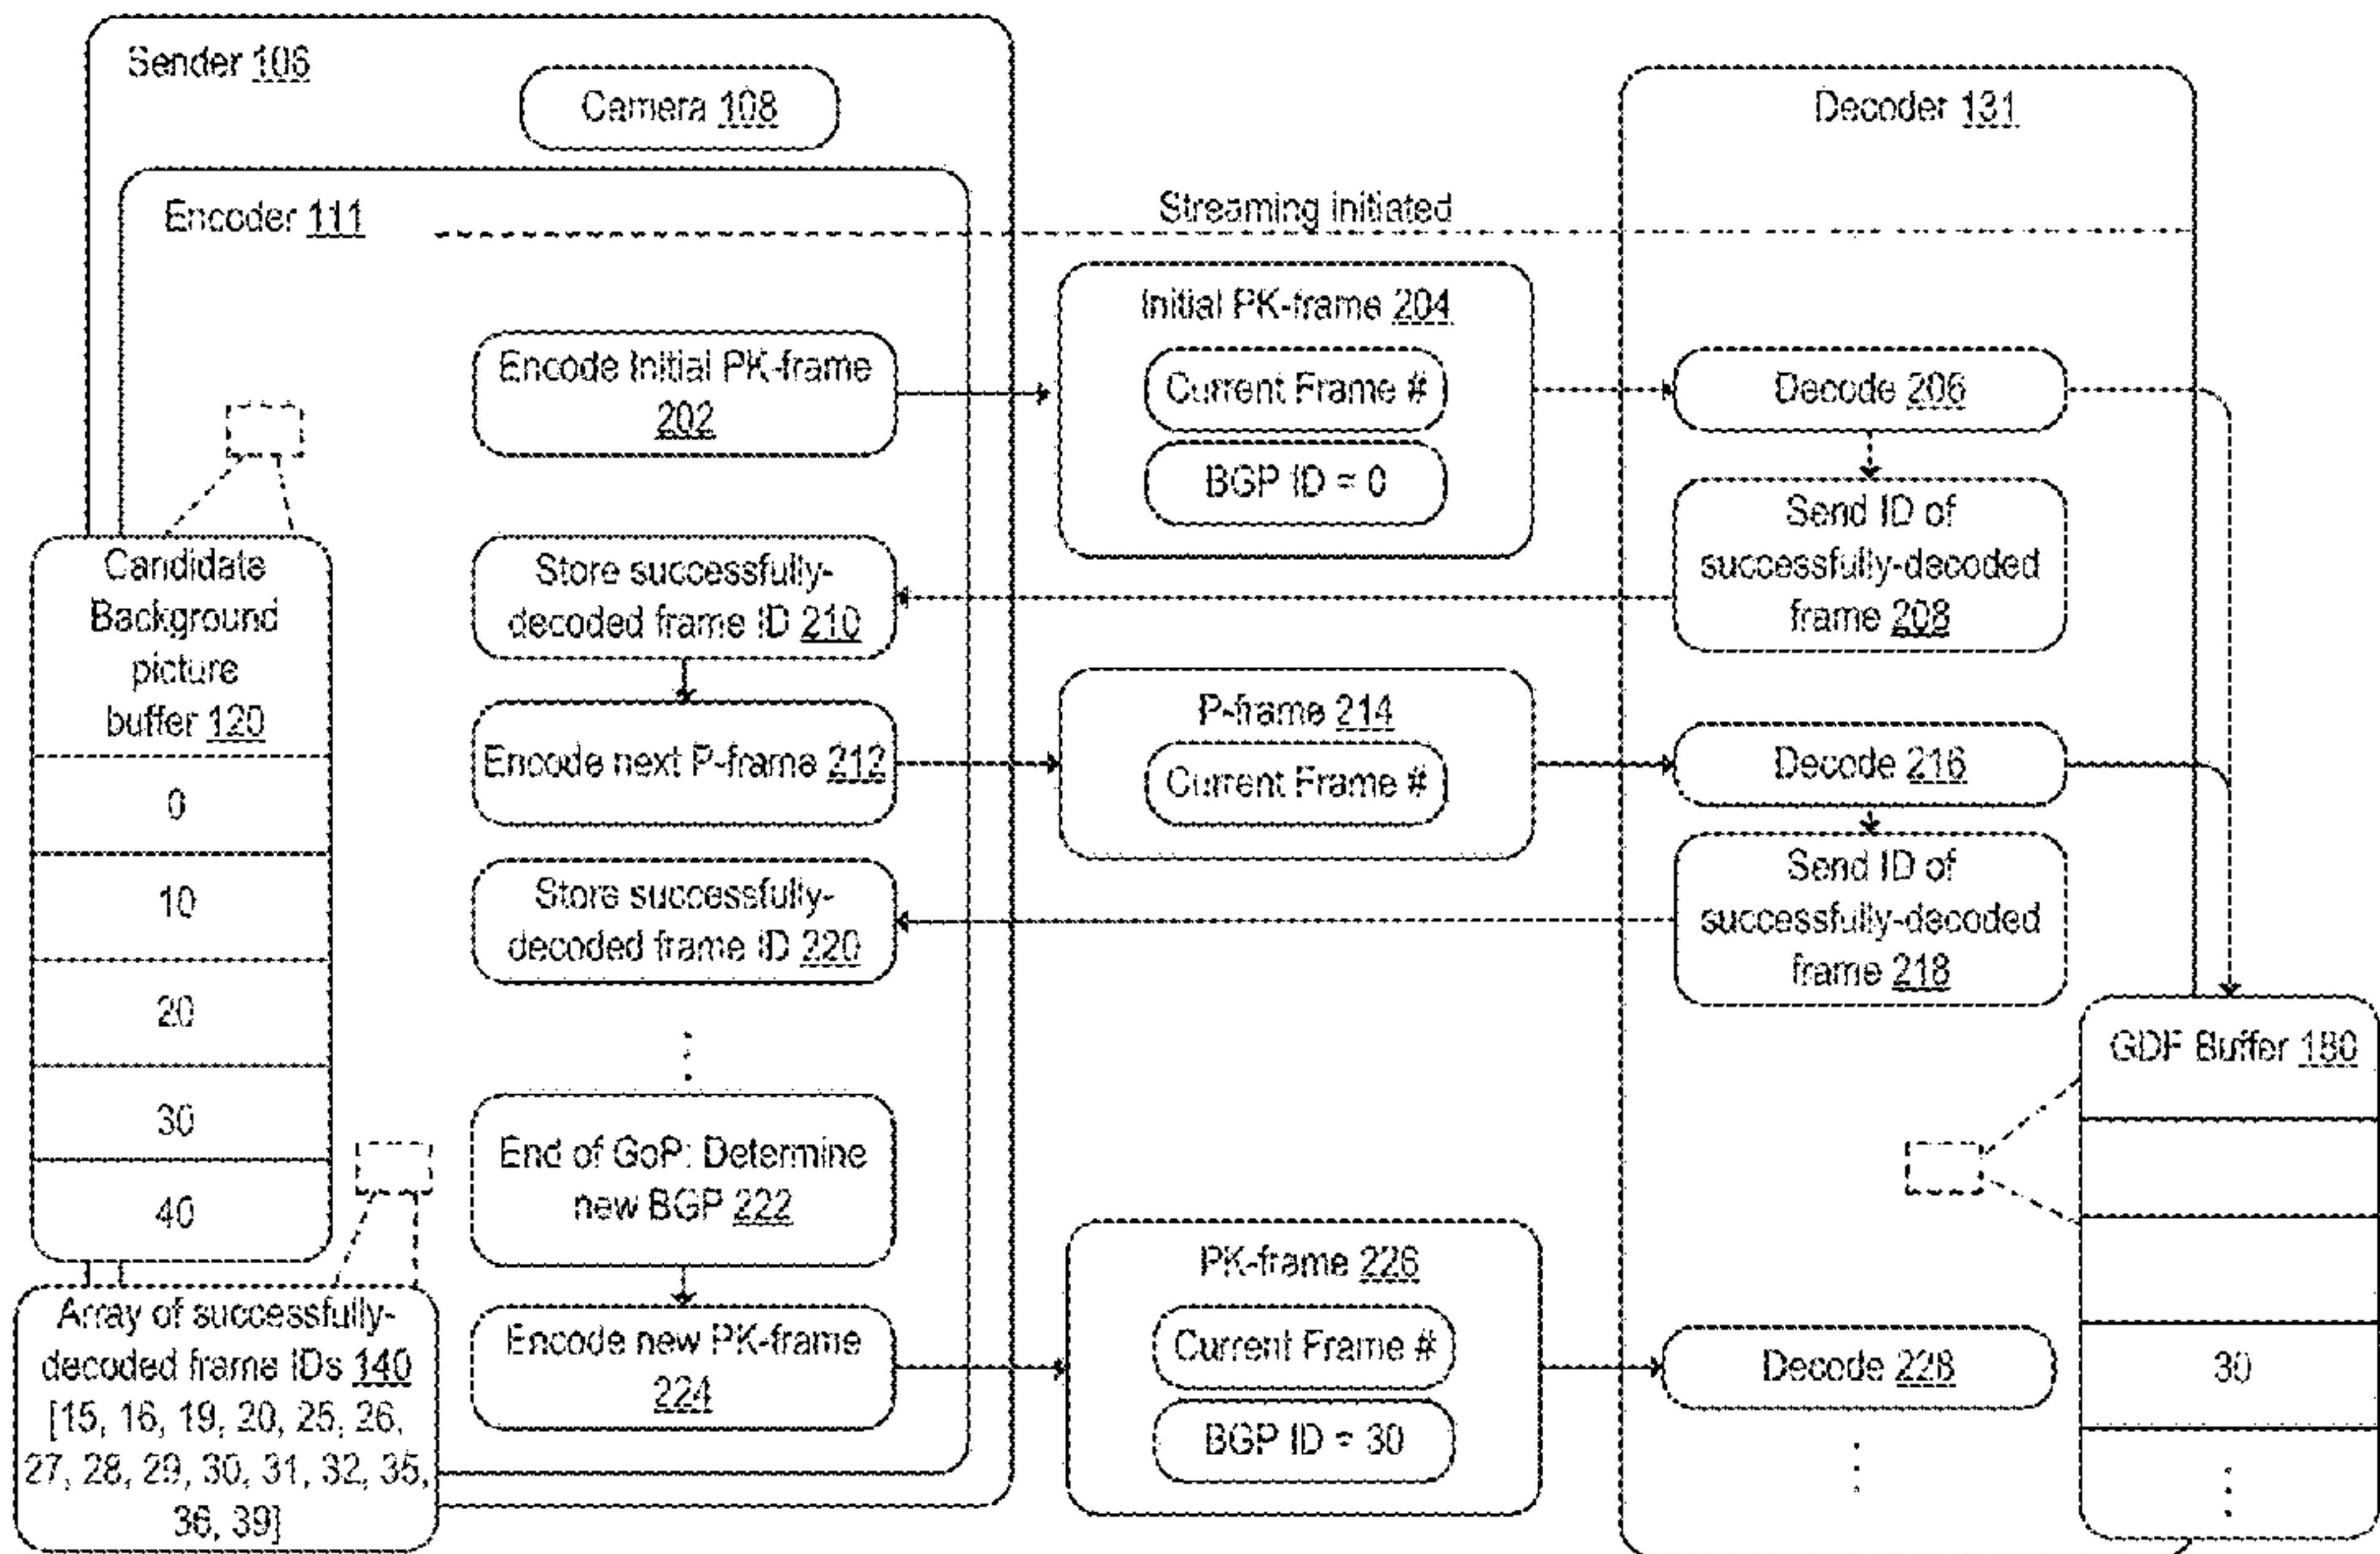 Sender 106
Camera 108
Decoder 131
Encoder 111
Streaming initiated
Initial PK-frame 204
Current Frame #
BGP ID = 0
Encode Initial PK-frame
202
Decode 206
Send ID of
successfully-decoded
frame 208
Store successfully-
decoded frame ID 210
Candidate
Background
picture
buffer 120
0
10
20
30
40
Encode next P-frame 212
P-frame 214
Current Frame #
Decode 216
Send ID of
successfully-decoded
frame 218
Store successfully-
decoded frame ID 220
GDF Buffer 180
30
End of GoP: Determine
new BGP 222
Encode new PK-frame
224
PK-frame 226
Current Frame #
BGP ID = 30
Decode 228
Array of successfully-
decoded frame IDs 140
[15, 16, 19, 20, 25, 26,
27, 28, 29, 30, 31, 32, 35,
36, 39]